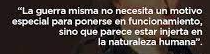 “La guerra misma no necesita un motivo
especial para ponerse en funcionamiento,
sino que parece estar injerta en
la naturaleza humana”.